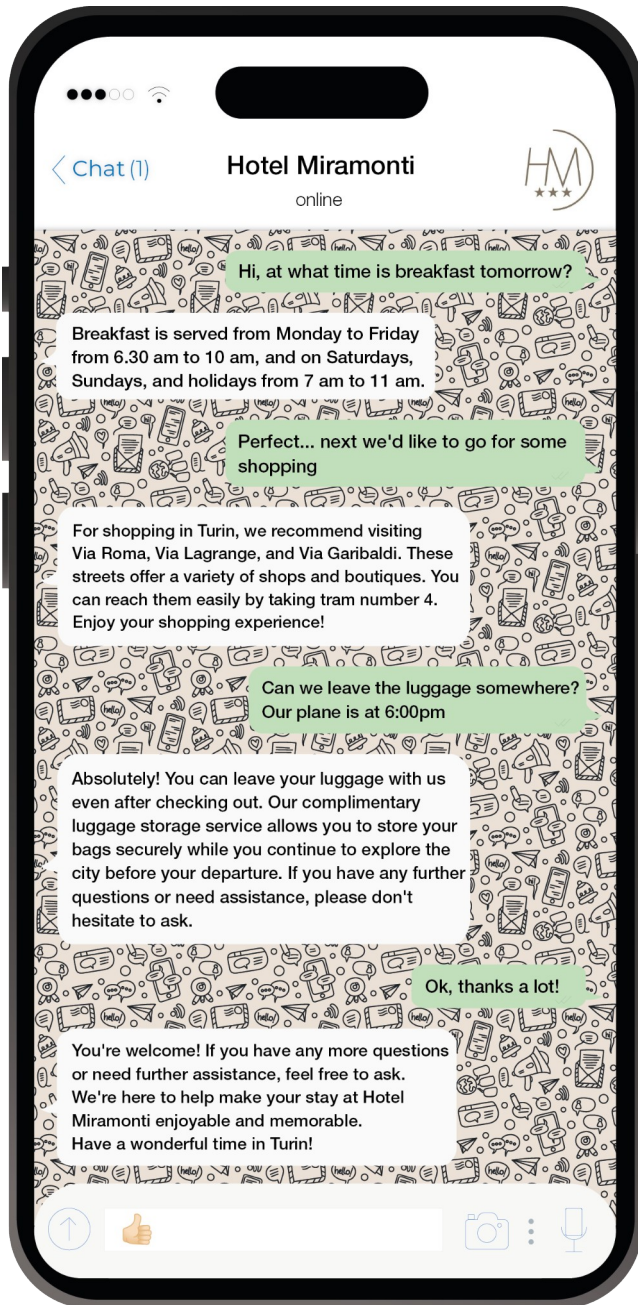 Chat (1)
Hotel Miramonti
online
HM
Hi, at what time is breakfast tomorrow?
Breakfast is served from Monday to Friday
from 6.30 am to 10 am, and on Saturdays,
Sundays, and holidays from 7 am to 11 am.
Perfect... next we'd like to go for some
shopping
For shopping in Turin, we recommend visiting
Via Roma, Via Lagrange, and Via Garibaldi. These
streets offer a variety of shops and boutiques. You
can reach them easily by taking tram number 4.
Enjoy your shopping experience!
Can we leave the luggage somewhere?
Our plane is at 6:00pm
Absolutely! You can leave your luggage with us
even after checking out. Our complimentary
luggage storage service allows you to store your
bags securely while you continue to explore the
city before your departure. If you have any further
questions or need assistance, please don't
hesitate to ask.
Ok, thanks a lot!
You're welcome! If you have any more questions
or need further assistance, feel free to ask.
We're here to help make your stay at Hotel
Miramonti enjoyable and memorable.
Have a wonderful time in Turin!